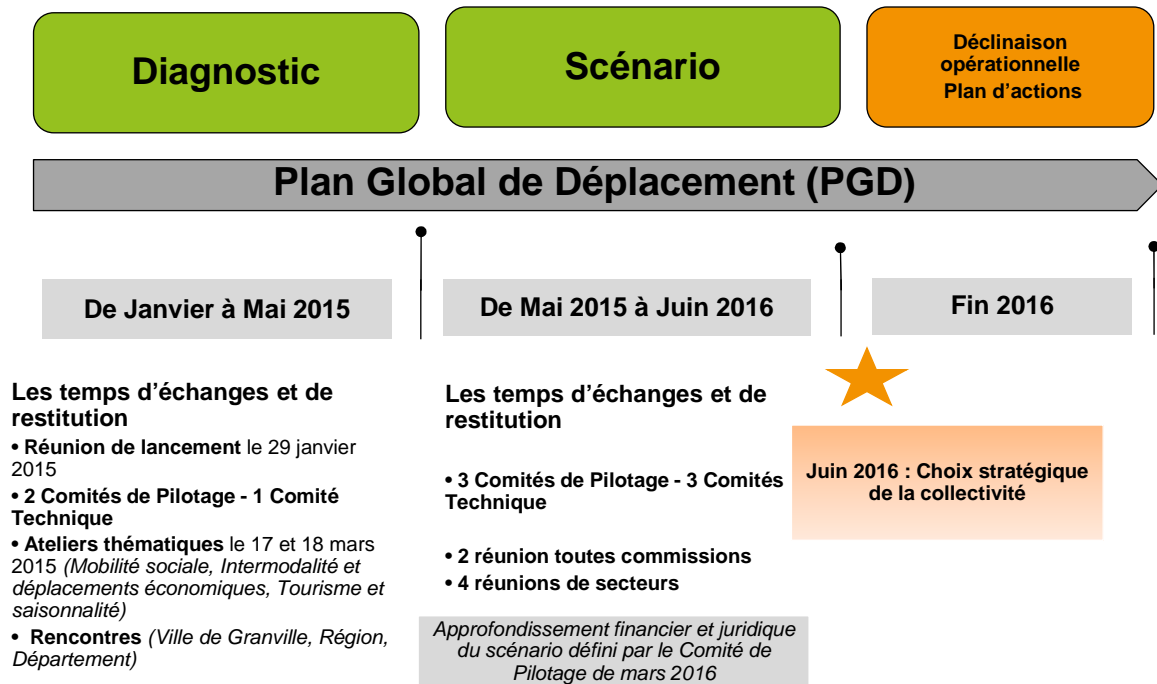 Diagnostic
Scénario
Déclinaison
opérationnelle
Plan d'actions
Plan Global de Déplacement (PGD)
De Janvier à Mai 2015
De Mai 2015 à Juin 2016
Fin 2016
Les temps d'échanges et de
restitution
• Réunion de lancement le 29 janvier
2015
• 2 Comités de Pilotage - 1 Comité
Technique
• Ateliers thématiques le 17 et 18 mars
2015 (Mobilité sociale, Intermodalité et
déplacements économiques, Tourisme et
saisonnalité)
• Rencontres (Ville de Granville, Région,
Département)
Les temps d'échanges et de
restitution
• 3 Comités de Pilotage - 3 Comités
Technique
• 2 réunion toutes commissions
• 4 réunions de secteurs
Approfondissement financier et juridique
du scénario défini par le Comité de
Pilotage de mars 2016
Juin 2016 : Choix stratégique
de la collectivité